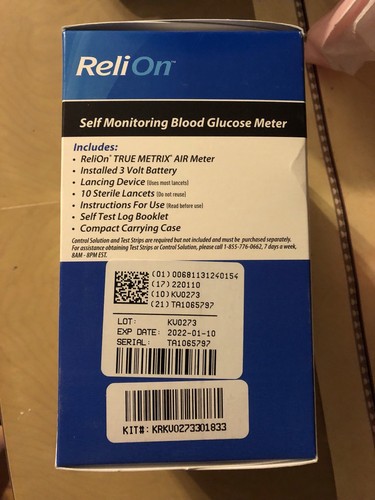 ReliOn™
Self Monitoring Blood Glucose Meter
Includes:
• ReliOn® TRUE METRIX® AIR Meter
• Installed 3 Volt Battery
• Lancing Device (Uses most lancets)
• 10 Sterile Lancets (Do not reuse)
• Instructions For Use (Read before use)
• Self Test Log Booklet
• Compact Carrying Case
Control Solution and Test Strips are required but not included and must be purchased separately.
For assistance obtaining Test Strips or Control Solution, please call 1-855-776-0662, 7 days a week,
8AM - 8PM EST.
(01) 00681131240154
(17) 220110
(10) KV0273
(21) TA1065797
LOT: KV0273
EXP DATE: 2022-01-10
SERIAL: TA1065797
KIT#: KRKV0273301833